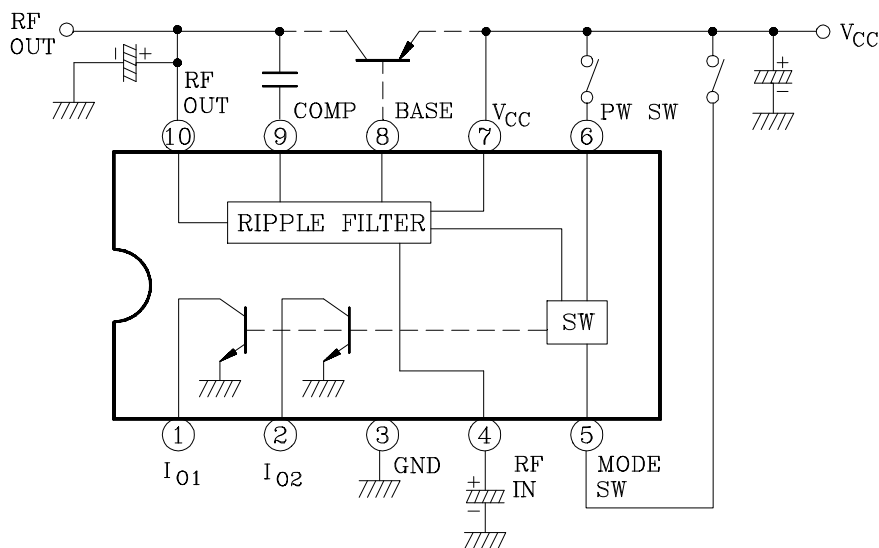 RF
OUT
VCC
RF
OUT
COMP
BASE
VCC
PW SW
+
-
10
9
8
7
6
RIPPLE FILTER
SW
1
2
3
4
5
IO1
IO2
GND
RF
IN
MODE
SW